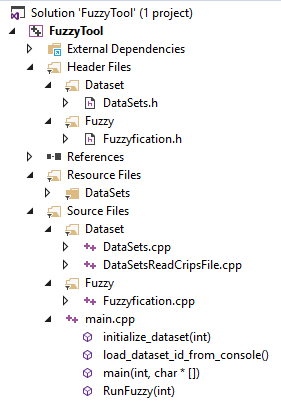 Solution 'FuzzyTool' (1 project)
FuzzyTool
External Dependencies
Header Files
Dataset
DataSets.h
Fuzzy
Fuzzyfication.h
References
Resource Files
DataSets
Source Files
Dataset
DataSets.cpp
DataSetsReadCripsFile.cpp
Fuzzy
Fuzzyfication.cpp
main.cpp
initialize_dataset(int)
load_dataset_id_from_console()
main(int, char * [])
RunFuzzy(int)